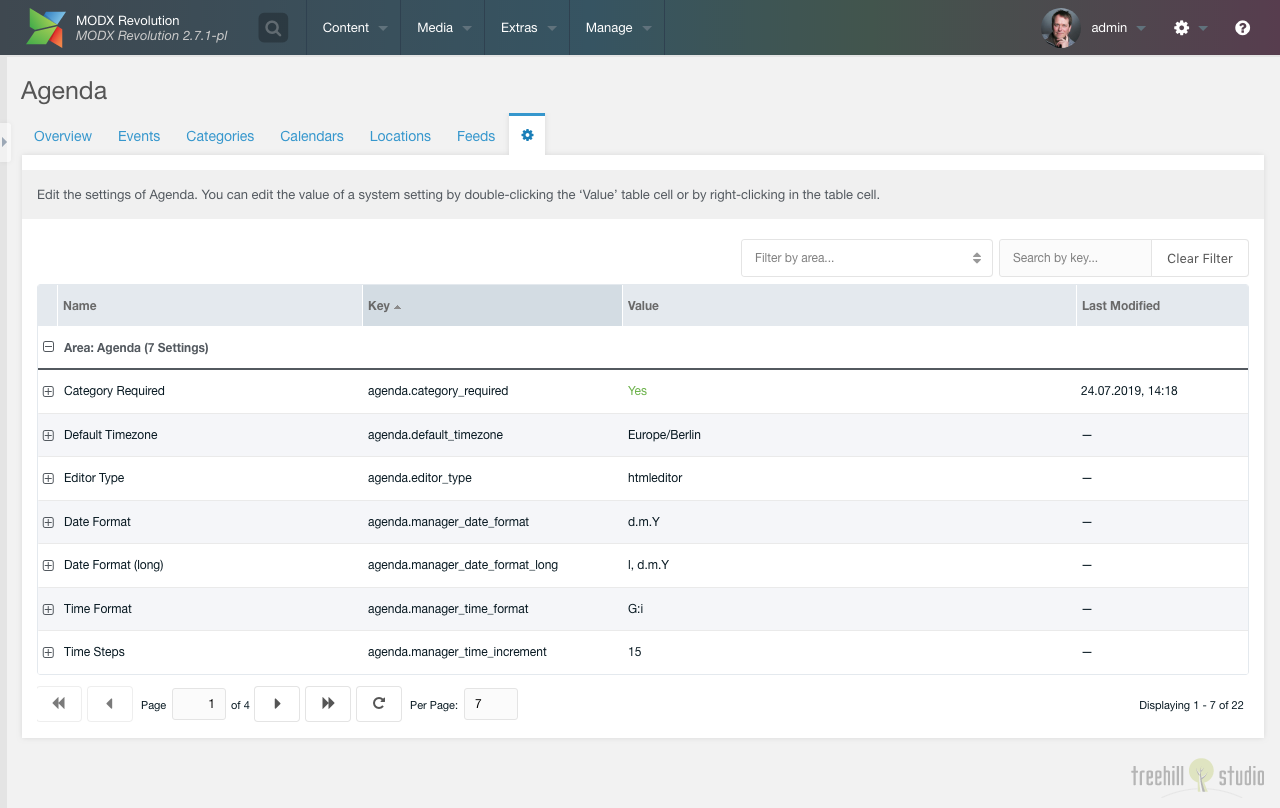 MODX Revolution
MODX Revolution 2.7.1-pl
Content
Media
Extras
Manage
admin
Agenda
Overview
Events
Categories
Calendars
Locations
Feeds
Edit the settings of Agenda. You can edit the value of a system setting by double-clicking the ‘Value’ table cell or by right-clicking in the table cell.
Filter by area...
Search by key...
Clear Filter
Name Key Value Last Modified
Area: Agenda (7 Settings)
Category Required agenda.category_required Yes 24.07.2019, 14:18
Default Timezone agenda.default_timezone Europe/Berlin —
Editor Type agenda.editor_type htmleditor —
Date Format agenda.manager_date_format d.m.Y —
Date Format (long) agenda.manager_date_format_long l, d.m.Y —
Time Format agenda.manager_time_format G:i —
Time Steps agenda.manager_time_increment 15 —
Page 1 of 4 Per Page: 7 Displaying 1 - 7 of 22
treehill studio